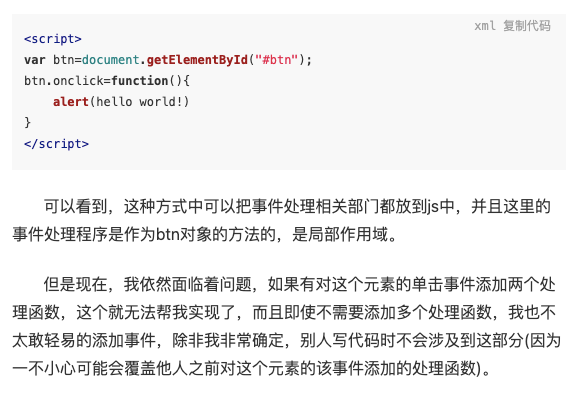 xml 复制代码
<script>
var btn=document.getElementById("#btn");
btn.onclick=function(){
    alert(hello world!)
}
</script>
可以看到，这种方式中可以把事件处理相关部门都放到js中，并且这里的
事件处理程序是作为btn对象的方法的，是局部作用域。
但是现在，我依然面临着问题，如果有对这个元素的单击事件添加两个处
理函数，这个就无法帮我实现了，而且即使不需要添加多个处理函数，我也不
太敢轻易的添加事件，除非我非常确定，别人写代码时不会涉及到这部分(因为
一不小心可能会覆盖他人之前对这个元素的该事件添加的处理函数)。